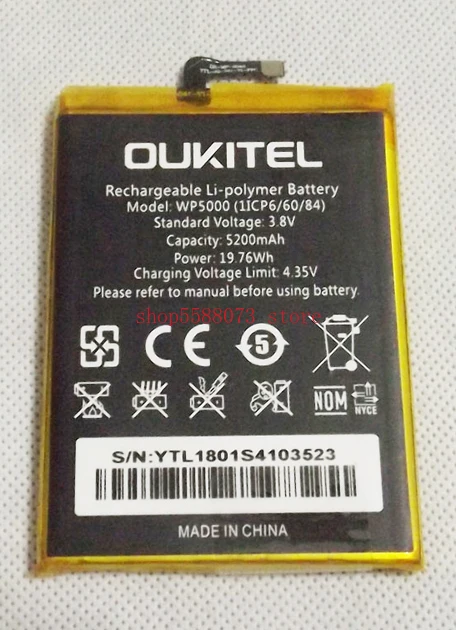 OUKITEL
Rechargeable Li-polymer Battery
Model: WP5000 (1ICP6/60/84)
Standard Voltage: 3.8V
Capacity: 5200mAh
Power: 19.76Wh
Charging Voltage Limit: 4.35V
Please refer to manual before using battery.
shop5588073 store
CE
5
NOM
NYCE
S/N:YTL1801S4103523
MADE IN CHINA